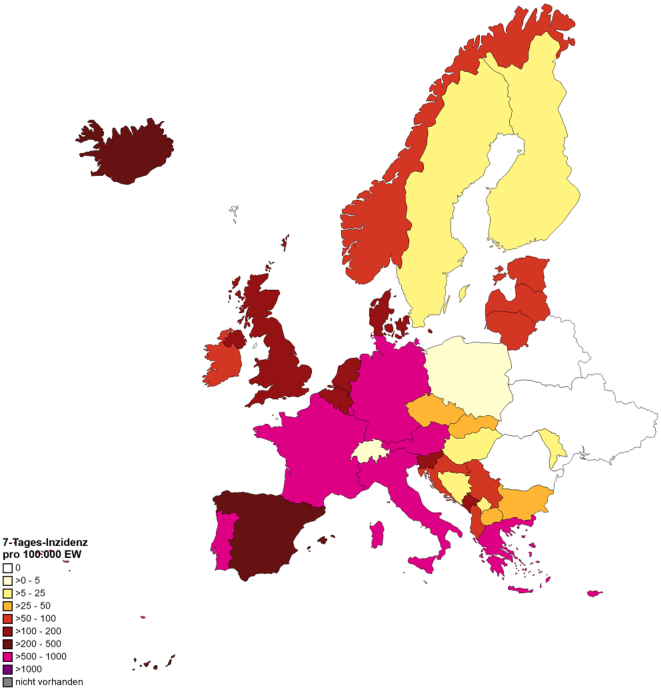 7-Tages-Inzidenz
pro 100.000 EW
0
>0 - 5
>5 - 25
>25 - 50
>50 - 100
>100 - 200
>200 - 500
>500 - 1000
>1000
nicht vorhanden